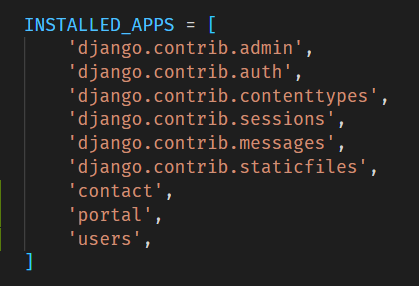 INSTALLED_APPS = [
    'django.contrib.admin',
    'django.contrib.auth',
    'django.contrib.contenttypes',
    'django.contrib.sessions',
    'django.contrib.messages',
    'django.contrib.staticfiles',
    'contact',
    'portal',
    'users',
]